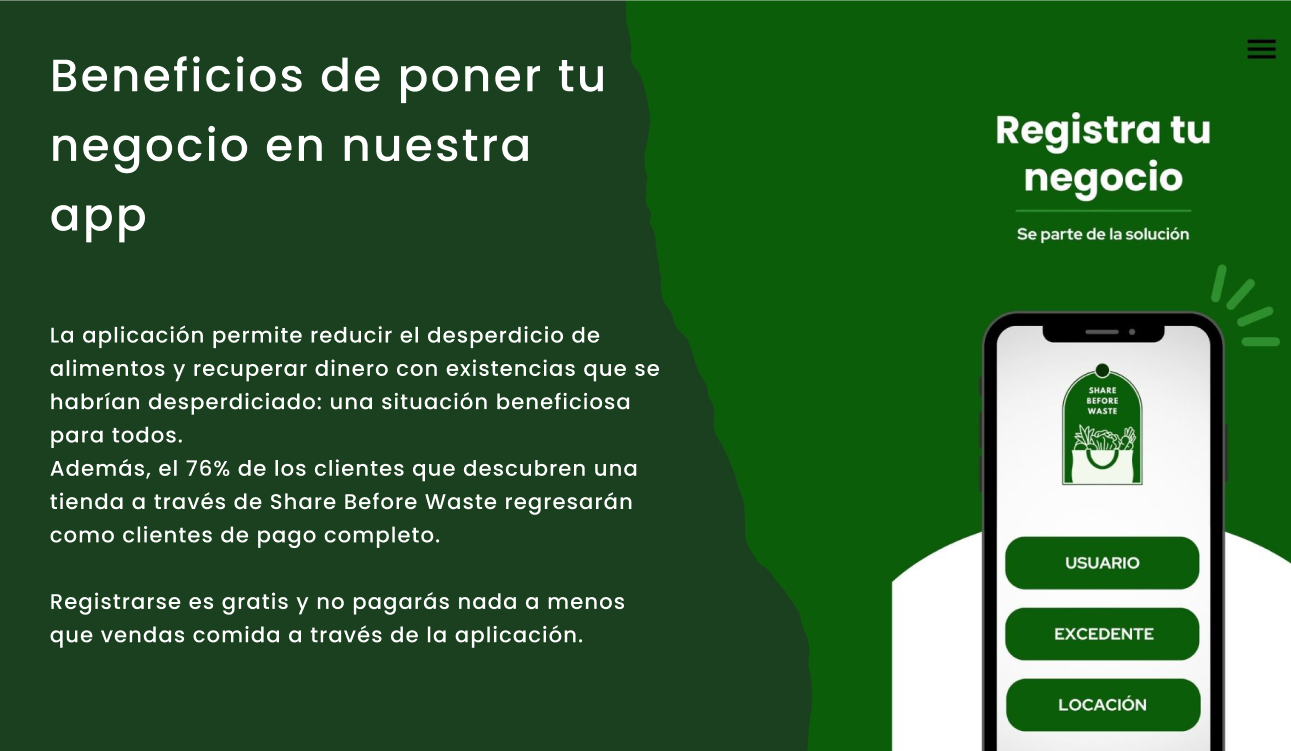 Beneficios de poner tu
negocio en nuestra
app
La aplicación permite reducir el desperdicio de
alimentos y recuperar dinero con existencias que se
habrían desperdiciado: una situación beneficiosa
para todos.
Además, el 76% de los clientes que descubren una
tienda a través de Share Before Waste regresarán
como clientes de pago completo.
Registrarse es gratis y no pagarás nada a menos
que vendas comida a través de la aplicación.
Registra tu
negocio
Se parte de la solución
SHARE
BEFORE
WASTE
USUARIO
EXCEDENTE
LOCACIÓN